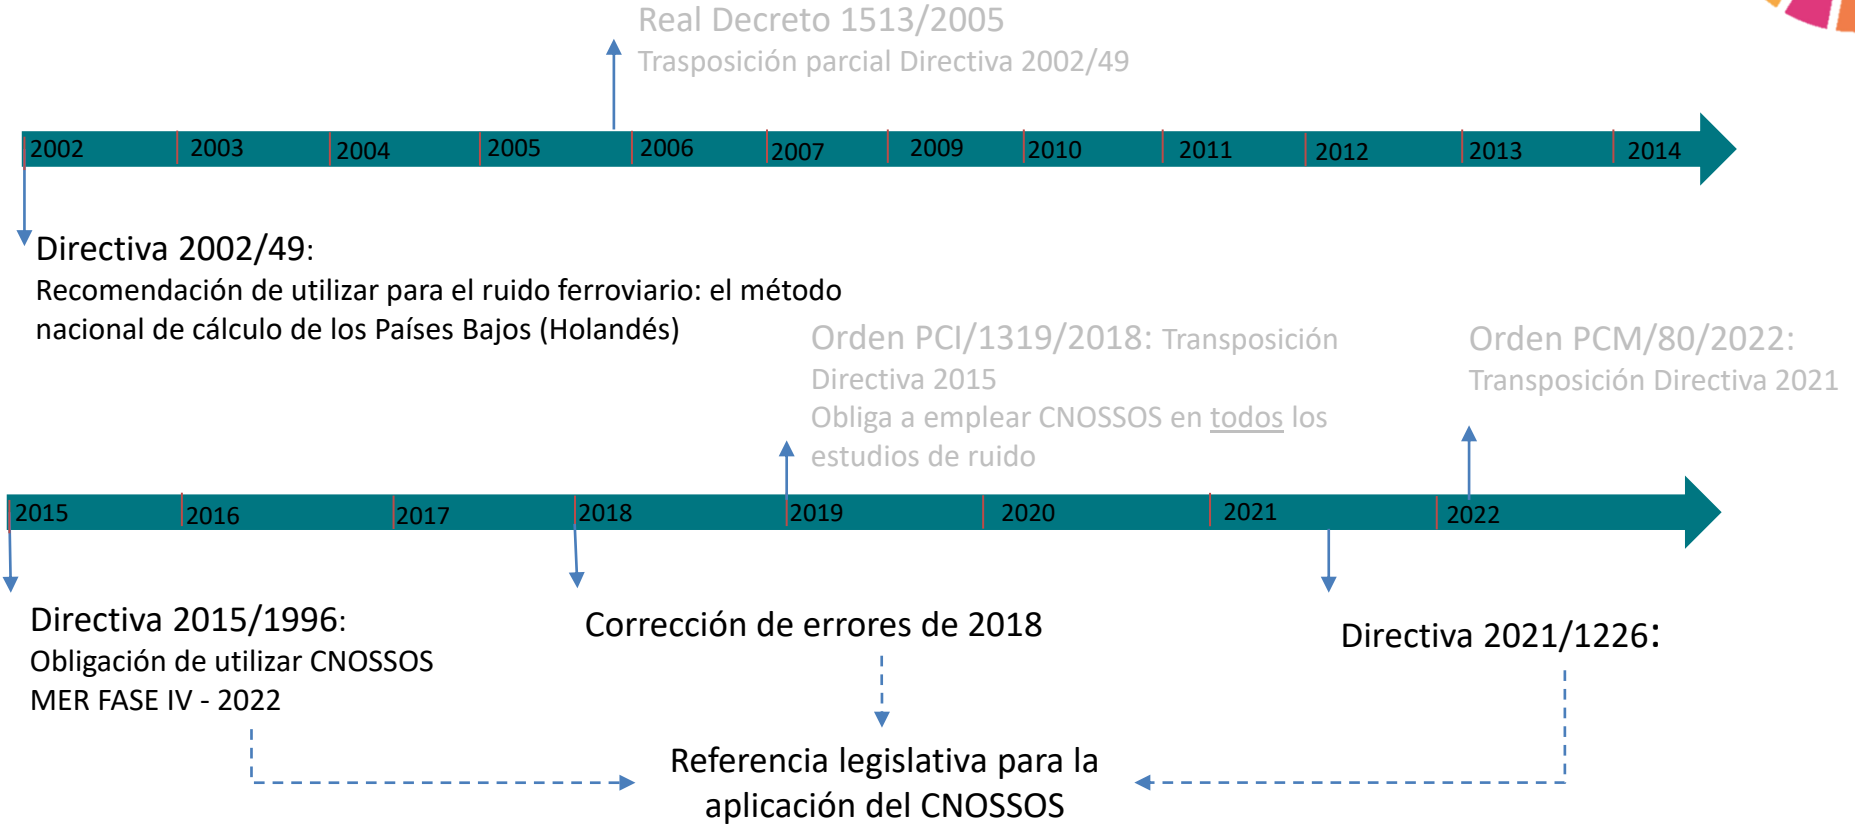 Real Decreto 1513/2005
Trasposición parcial Directiva 2002/49
2002 2003 2004 2005 2006 2007 2009 2010 2011 2012 2013 2014
Directiva 2002/49:
Recomendación de utilizar para el ruido ferroviario: el método
nacional de cálculo de los Países Bajos (Holandés)
Orden PCI/1319/2018: Transposición
Directiva 2015
Obliga a emplear CNOSSOS en todos los
estudios de ruido
Orden PCM/80/2022:
Transposición Directiva 2021
2015 2016 2017 2018 2019 2020 2021 2022
Directiva 2015/1996:
Obligación de utilizar CNOSSOS
MER FASE IV - 2022
Corrección de errores de 2018
Directiva 2021/1226:
Referencia legislativa para la
aplicación del CNOSSOS